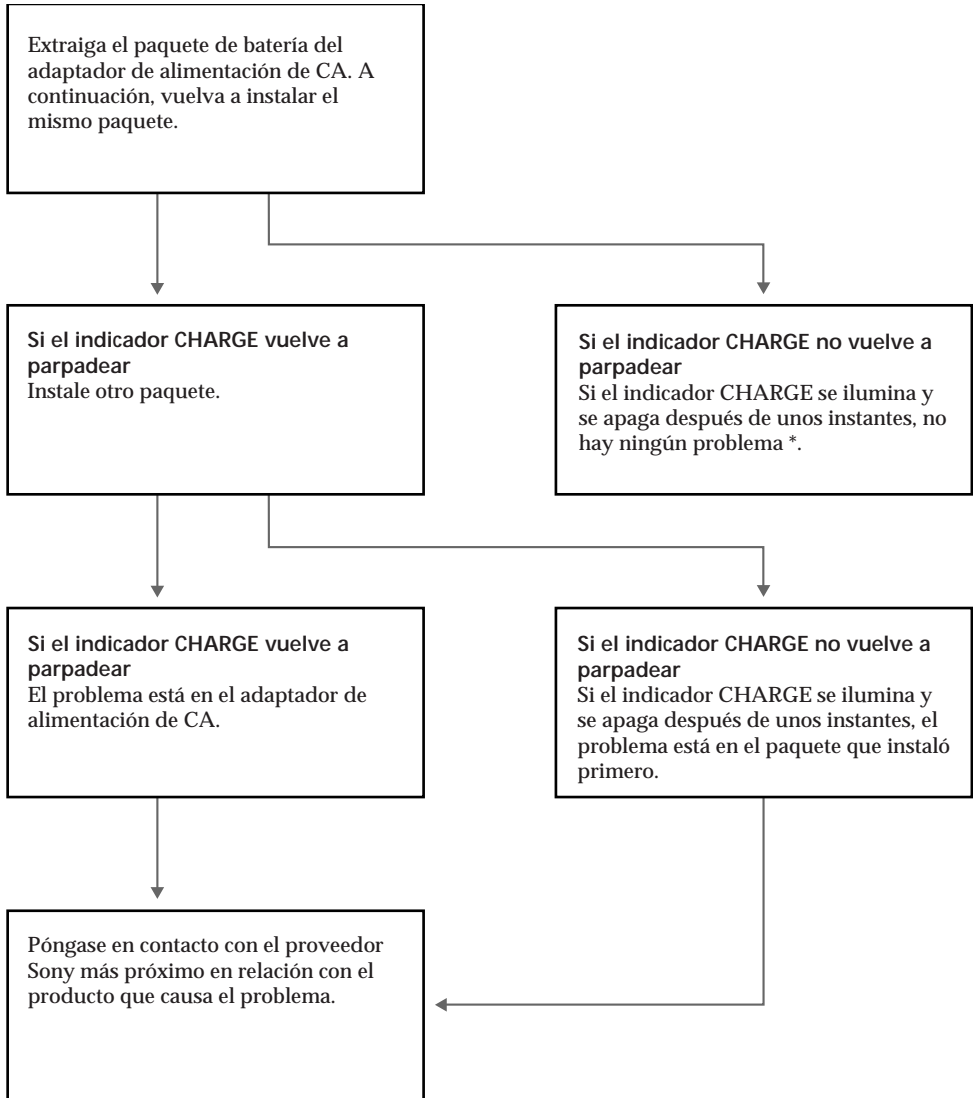 Extraiga el paquete de batería del
adaptador de alimentación de CA. A
continuación, vuelva a instalar el
mismo paquete.
Si el indicador CHARGE vuelve a
parpadear
Instale otro paquete.
Si el indicador CHARGE no vuelve a
parpadear
Si el indicador CHARGE se ilumina y
se apaga después de unos instantes, no
hay ningún problema *.
Si el indicador CHARGE vuelve a
parpadear
El problema está en el adaptador de
alimentación de CA.
Si el indicador CHARGE no vuelve a
parpadear
Si el indicador CHARGE se ilumina y
se apaga después de unos instantes, el
problema está en el paquete que instaló
primero.
Póngase en contacto con el proveedor
Sony más próximo en relación con el
producto que causa el problema.